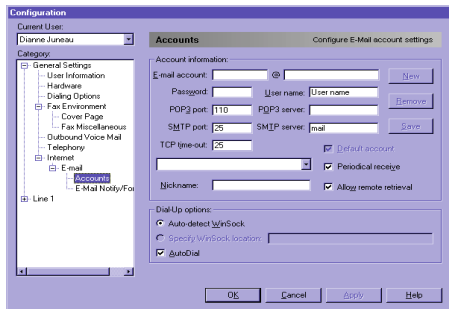 Configuration
Current User:
Dianne Juneau
Category:
General Settings
User Information
Hardware
Dialing Options
Fax Environment
Cover Page
Fax Miscellaneous
Outbound Voice Mail
Telephony
Internet
E-mail
Accounts
E-Mail Notify/For
Line 1
Accounts Configure E-Mail account settings
Account information:
E-mail account: @ New
Password: User name: User name
POP3 port: 110 POP3 server: Remove
SMTP port: 25 SMTP server: mail Save
TCP time-out: 25 Default account
Periodical receive
Nickname: Allow remote retrieval
Dial-Up options:
Auto-detect WinSock
Specify WinSock location:
AutoDial
OK Cancel Apply Help